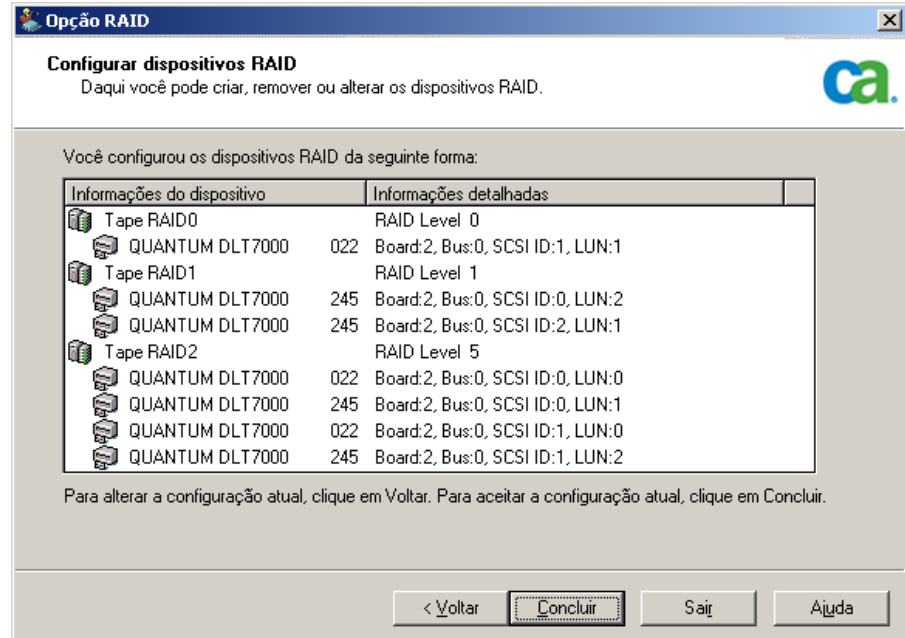 Opção RAID
Configurar dispositivos RAID
Daqui você pode criar, remover ou alterar os dispositivos RAID.
ca.
Você configurou os dispositivos RAID da seguinte forma:
Informações do dispositivo Informações detalhadas
Tape RAID0 RAID Level 0
QUANTUM DLT7000 022 Board:2, Bus:0, SCSI ID:1, LUN:1
Tape RAID1 RAID Level 1
QUANTUM DLT7000 245 Board:2, Bus:0, SCSI ID:0, LUN:2
QUANTUM DLT7000 245 Board:2, Bus:0, SCSI ID:2, LUN:1
Tape RAID2 RAID Level 5
QUANTUM DLT7000 022 Board:2, Bus:0, SCSI ID:0, LUN:0
QUANTUM DLT7000 245 Board:2, Bus:0, SCSI ID:0, LUN:1
QUANTUM DLT7000 022 Board:2, Bus:0, SCSI ID:1, LUN:0
QUANTUM DLT7000 245 Board:2, Bus:0, SCSI ID:1, LUN:2
Para alterar a configuração atual, clique em Voltar. Para aceitar a configuração atual, clique em Concluir.
< Voltar Concluir Sair Ajuda